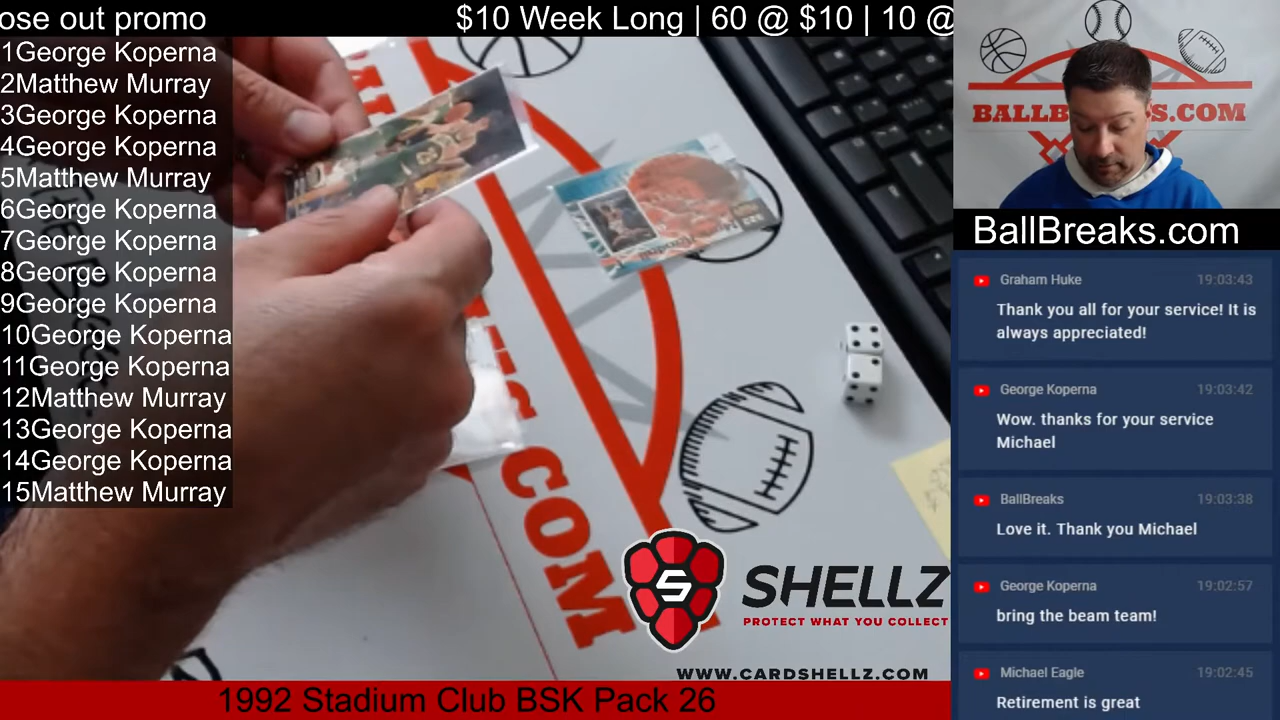 ose out promo
$10 Week Long | 60 @ $10 | 10 @
1George Koperna
2Matthew Murray
3George Koperna
4George Koperna
5Matthew Murray
6George Koperna
7George Koperna
8George Koperna
9George Koperna
10George Koperna
11George Koperna
12Matthew Murray
13George Koperna
14George Koperna
15Matthew Murray
.COM
S
SHELLZ
PROTECT WHAT YOU COLLECT
WWW.CARDSHELLZ.COM
1992 Stadium Club BSK Pack 26
BALLB S.COM
BallBreaks.com
Graham Huke 19:03:43
Thank you all for your service! It is
always appreciated!
George Koperna 19:03:42
Wow. thanks for your service
Michael
BallBreaks 19:03:38
Love it. Thank you Michael
George Koperna 19:02:57
bring the beam team!
Michael Eagle 19:02:45
Retirement is great